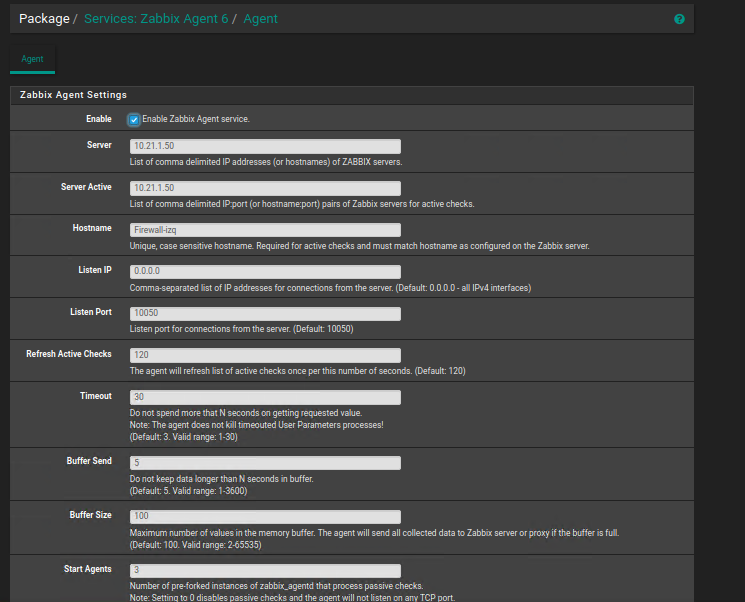 Package / Services: Zabbix Agent 6 / Agent
Agent
Zabbix Agent Settings
Enable
Enable Zabbix Agent service.
Server
10.21.1.50
List of comma delimited IP addresses (or hostnames) of ZABBIX servers.
Server Active
10.21.1.50
List of comma delimited IP:port (or hostname:port) pairs of Zabbix servers for active checks.
Hostname
Firewall-izq
Unique, case sensitive hostname. Required for active checks and must match hostname as configured on the Zabbix server.
Listen IP
0.0.0.0
Comma-separated list of IP addresses for connections from the server. (Default: 0.0.0.0 - all IPv4 interfaces)
Listen Port
10050
Listen port for connections from the server. (Default: 10050)
Refresh Active Checks
120
The agent will refresh list of active checks once per this number of seconds. (Default: 120)
Timeout
30
Do not spend more that N seconds on getting requested value.
Note: The agent does not kill timeouted User Parameters processes!
(Default: 3. Valid range: 1-30)
Buffer Send
5
Do not keep data longer than N seconds in buffer.
(Default: 5. Valid range: 1-3600)
Buffer Size
100
Maximum number of values in the memory buffer. The agent will send all collected data to Zabbix server or proxy if the buffer is full.
(Default: 100. Valid range: 2-65535)
Start Agents
3
Number of pre-forked instances of zabbix_agentd that process passive checks.
Note: Setting to 0 disables passive checks and the agent will not listen on any TCP port.